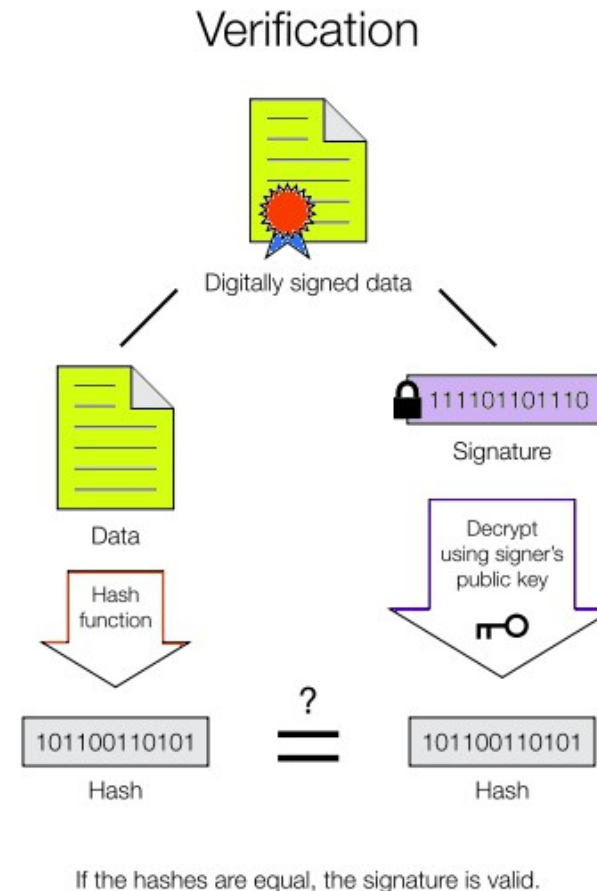 Verification
Digitally signed data
111101101110
Signature
Data
Decrypt
using signer's
public key
Hash
function
?
101100110101
101100110101
Hash
Hash
If the hashes are equal, the signature is valid.